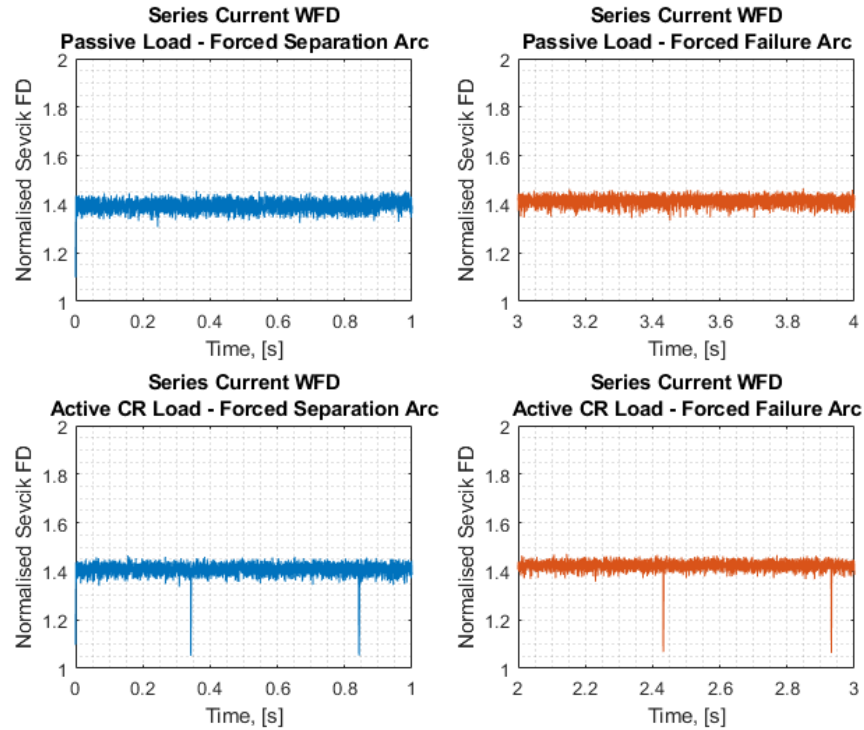 Series Current WFD
Passive Load - Forced Separation Arc
2
1.8
1.6
1.4
1.2
1
Normalised Sevcik FD
0 0.2 0.4 0.6 0.8 1
Time, [s]
Series Current WFD
Passive Load - Forced Failure Arc
2
1.8
1.6
1.4
1.2
1
Normalised Sevcik FD
3 3.2 3.4 3.6 3.8 4
Time, [s]
Series Current WFD
Active CR Load - Forced Separation Arc
2
1.8
1.6
1.4
1.2
1
Normalised Sevcik FD
0 0.2 0.4 0.6 0.8 1
Time, [s]
Series Current WFD
Active CR Load - Forced Failure Arc
2
1.8
1.6
1.4
1.2
1
Normalised Sevcik FD
2 2.2 2.4 2.6 2.8 3
Time, [s]